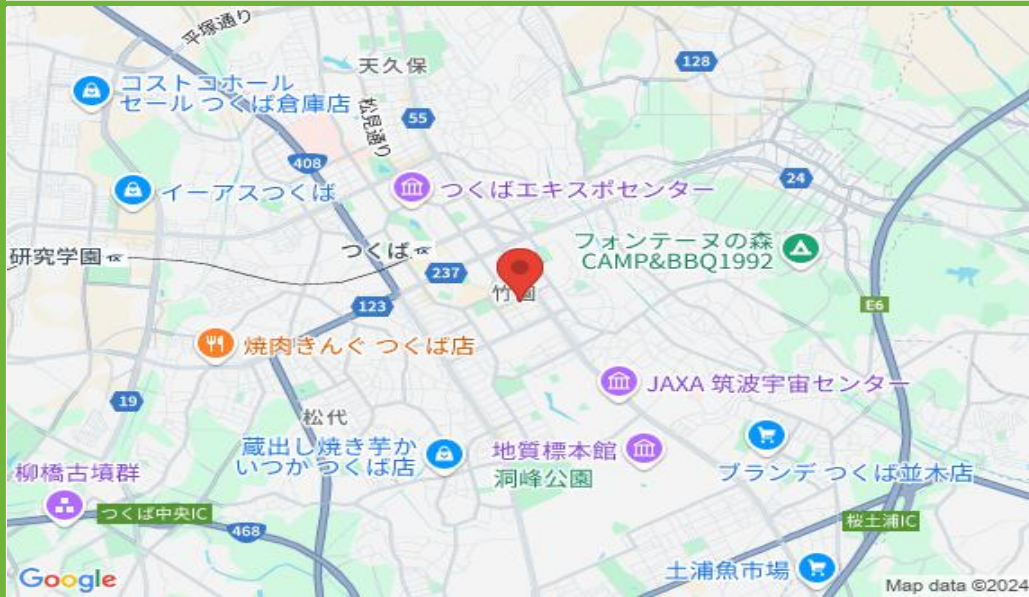 平塚通り
天久保
128
コストコホール
セール つくば倉庫店
松見通り
55
408
イーアスつくば
つくばエキスポセンター
24
研究学園
つくば
237
フォンテーヌの森
CAMP&BBQ1992
竹園
123
E6
焼肉きんぐ つくば店
JAXA 筑波宇宙センター
19
松代
蔵出し焼き芋か
いつか つくば店
地質標本館
洞峰公園
ブランデ つくば並木店
柳橋古墳群
つくば中央IC
468
桜土浦IC
土浦魚市場
Google
Map data ©2024